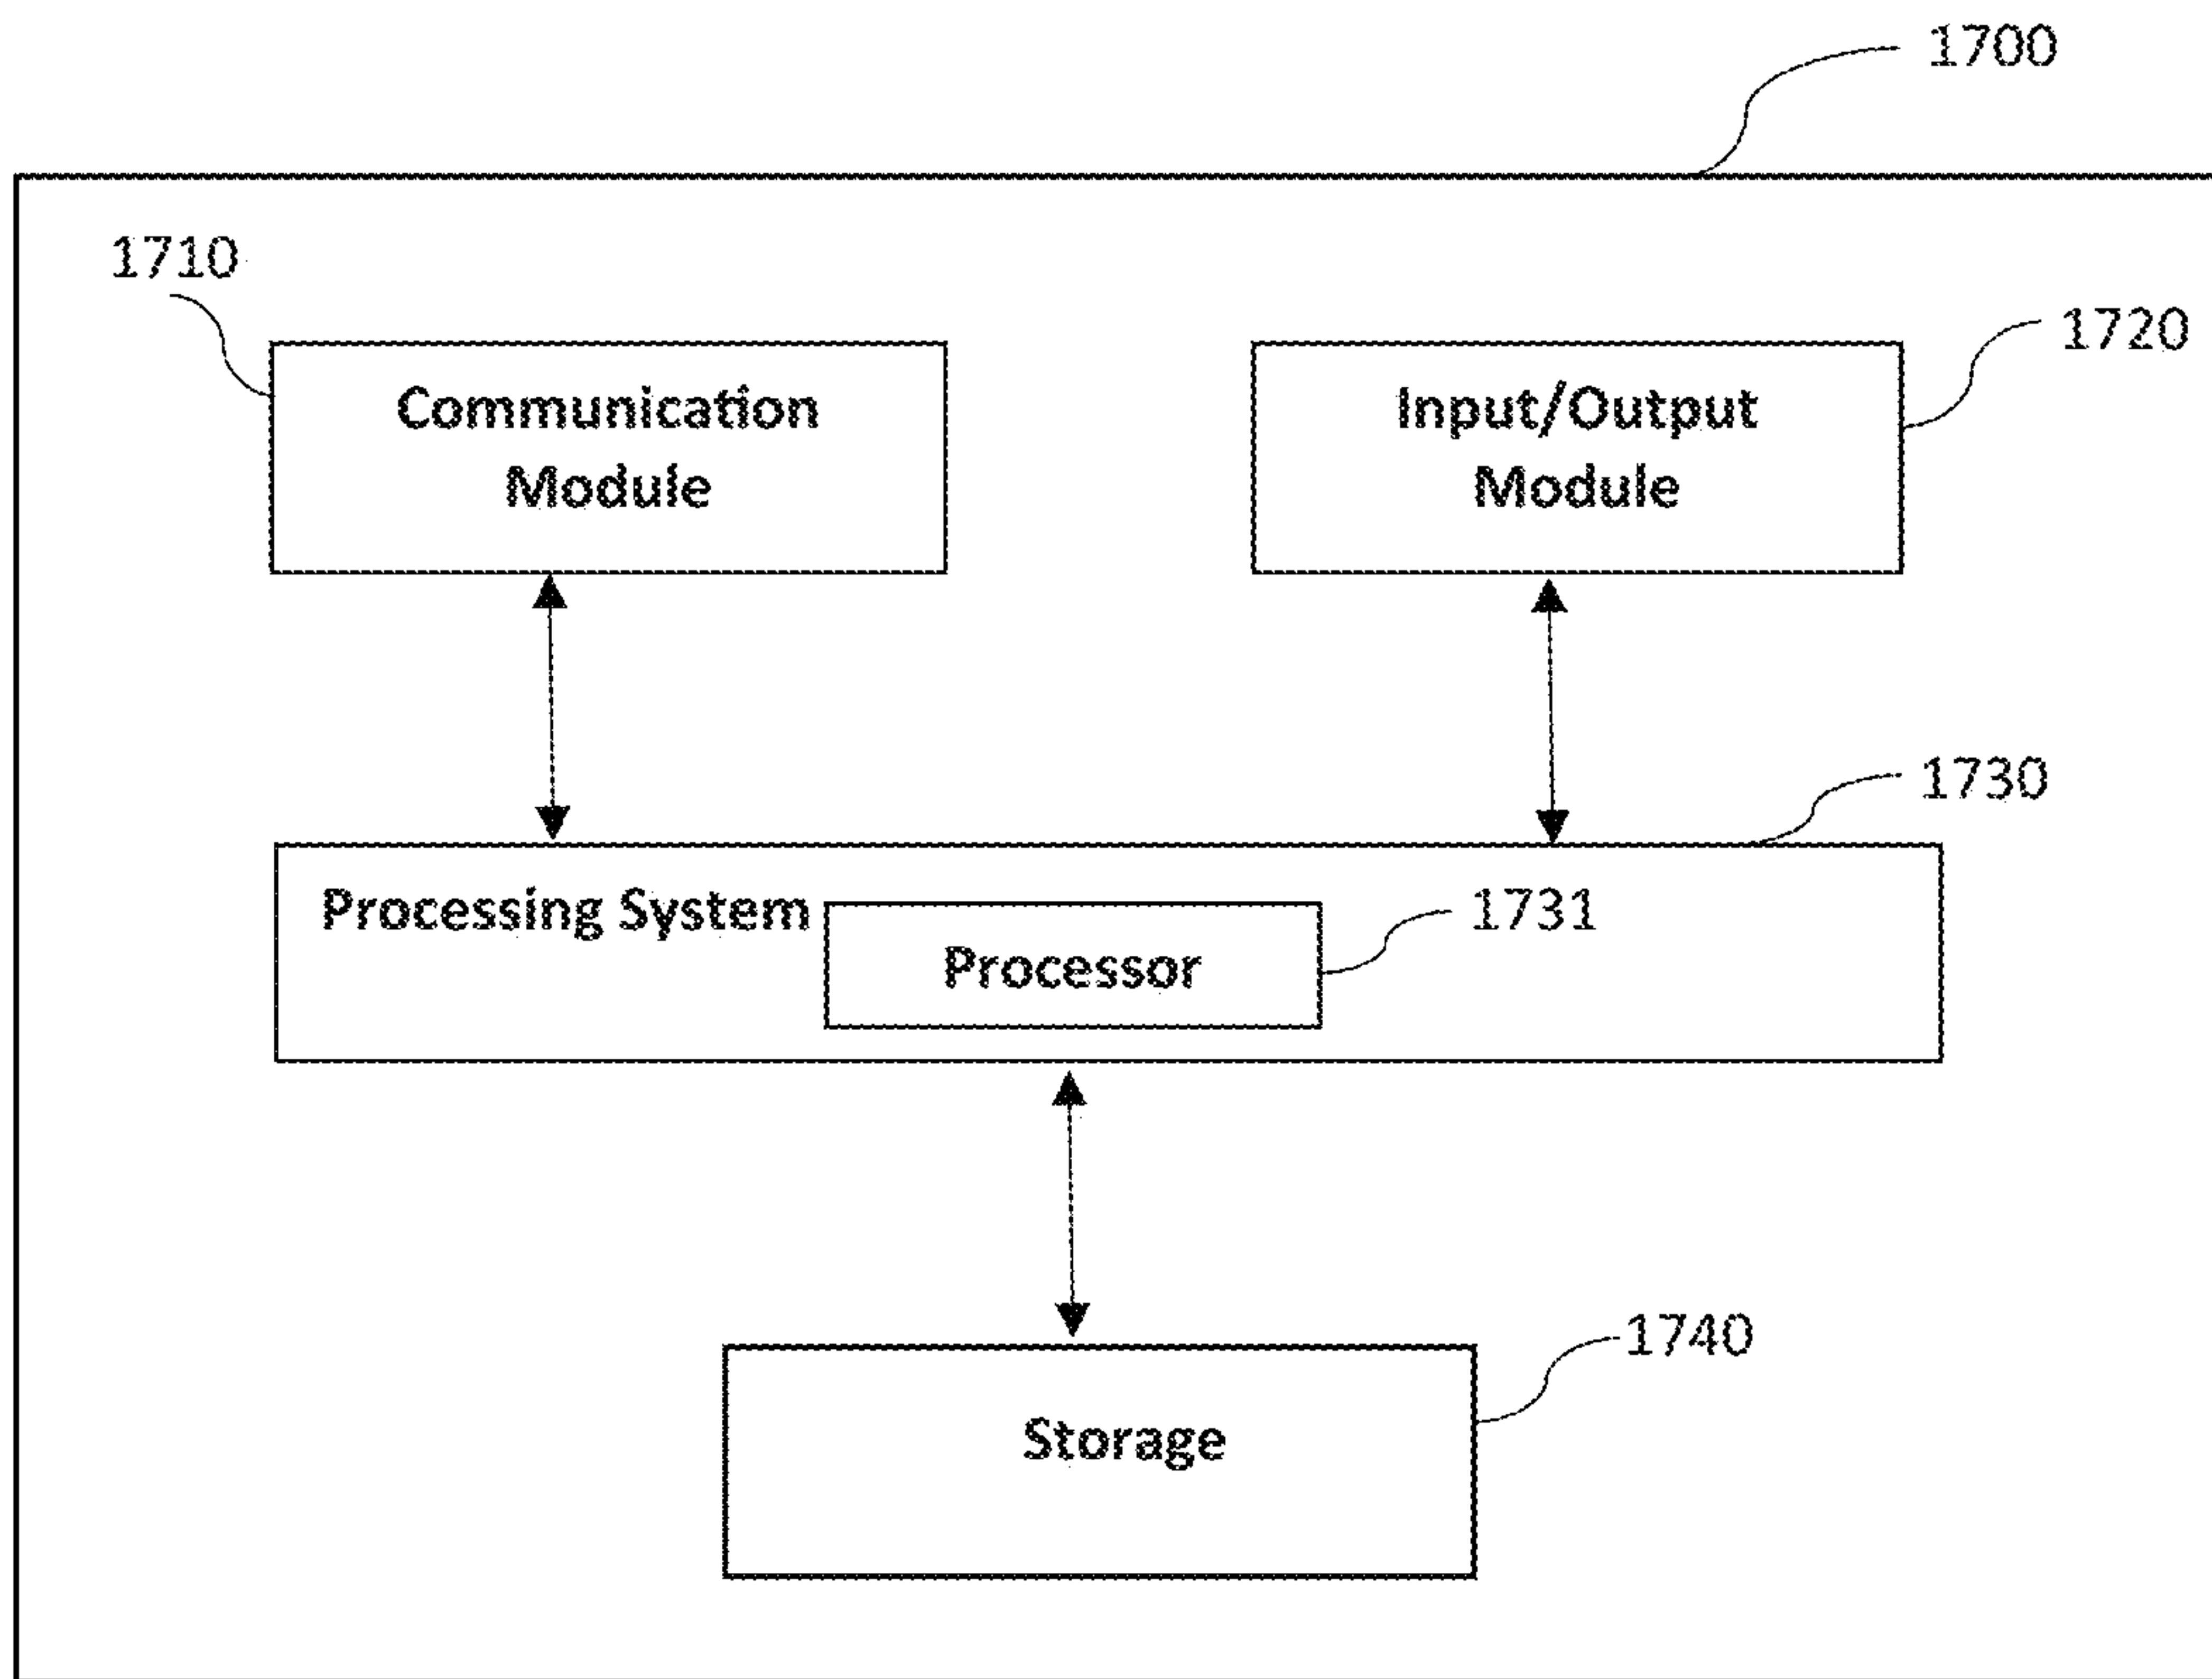 1700
1710
1720
Communication
Module
Input/Output
Module
1730
Processing System
1731
Processor
1740
Storage